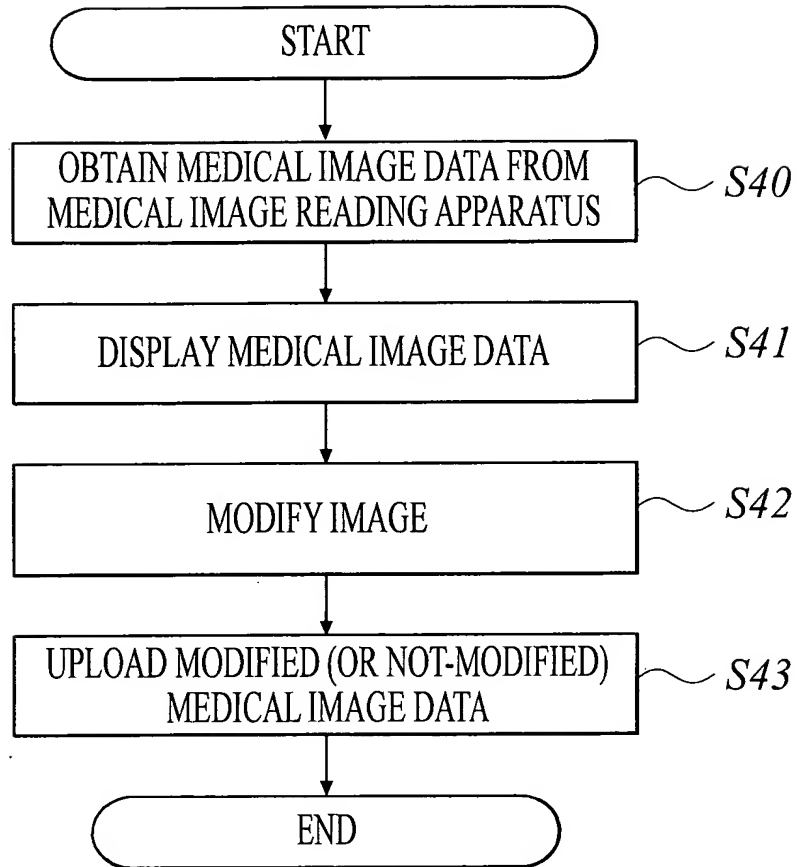 START
OBTAIN MEDICAL IMAGE DATA FROM
MEDICAL IMAGE READING APPARATUS
S40
DISPLAY MEDICAL IMAGE DATA
S41
MODIFY IMAGE
S42
UPLOAD MODIFIED (OR NOT-MODIFIED)
MEDICAL IMAGE DATA
S43
END